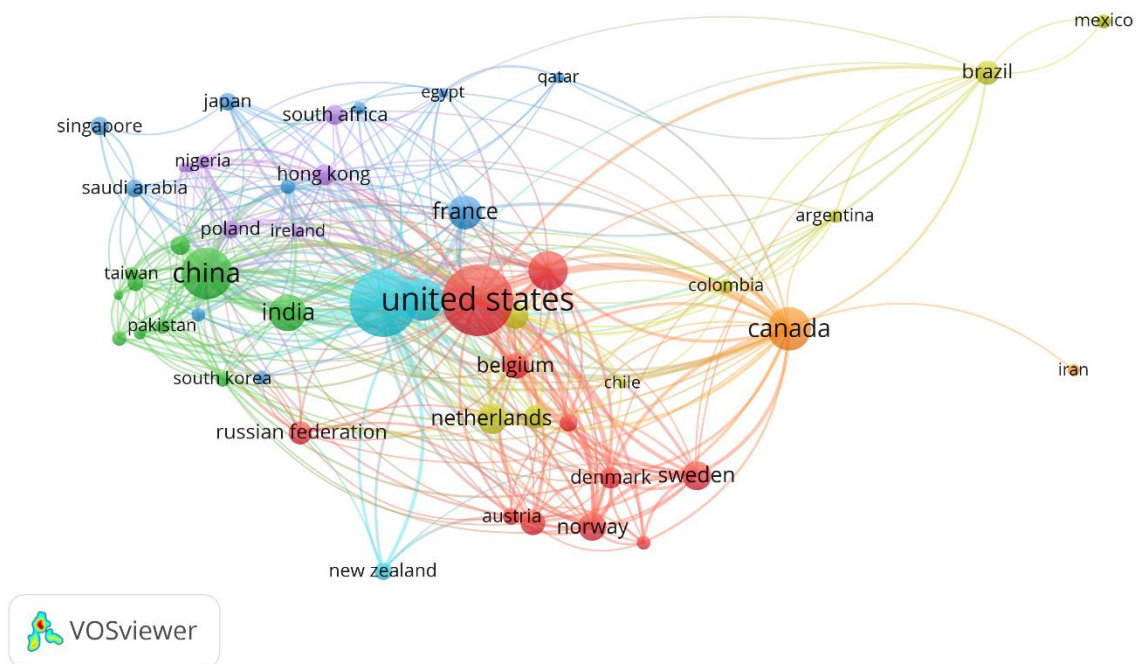 mexico
brazil
qatar
egypt
japan
south africa
singapore
nigeria
hong kong
saudi arabia
france
argentina
poland
ireland
china
taiwan
colombia
united states
india
canada
pakistan
belgium
iran
south korea
chile
netherlands
russian federation
denmark
sweden
austria
norway
new zealand
VOSviewer